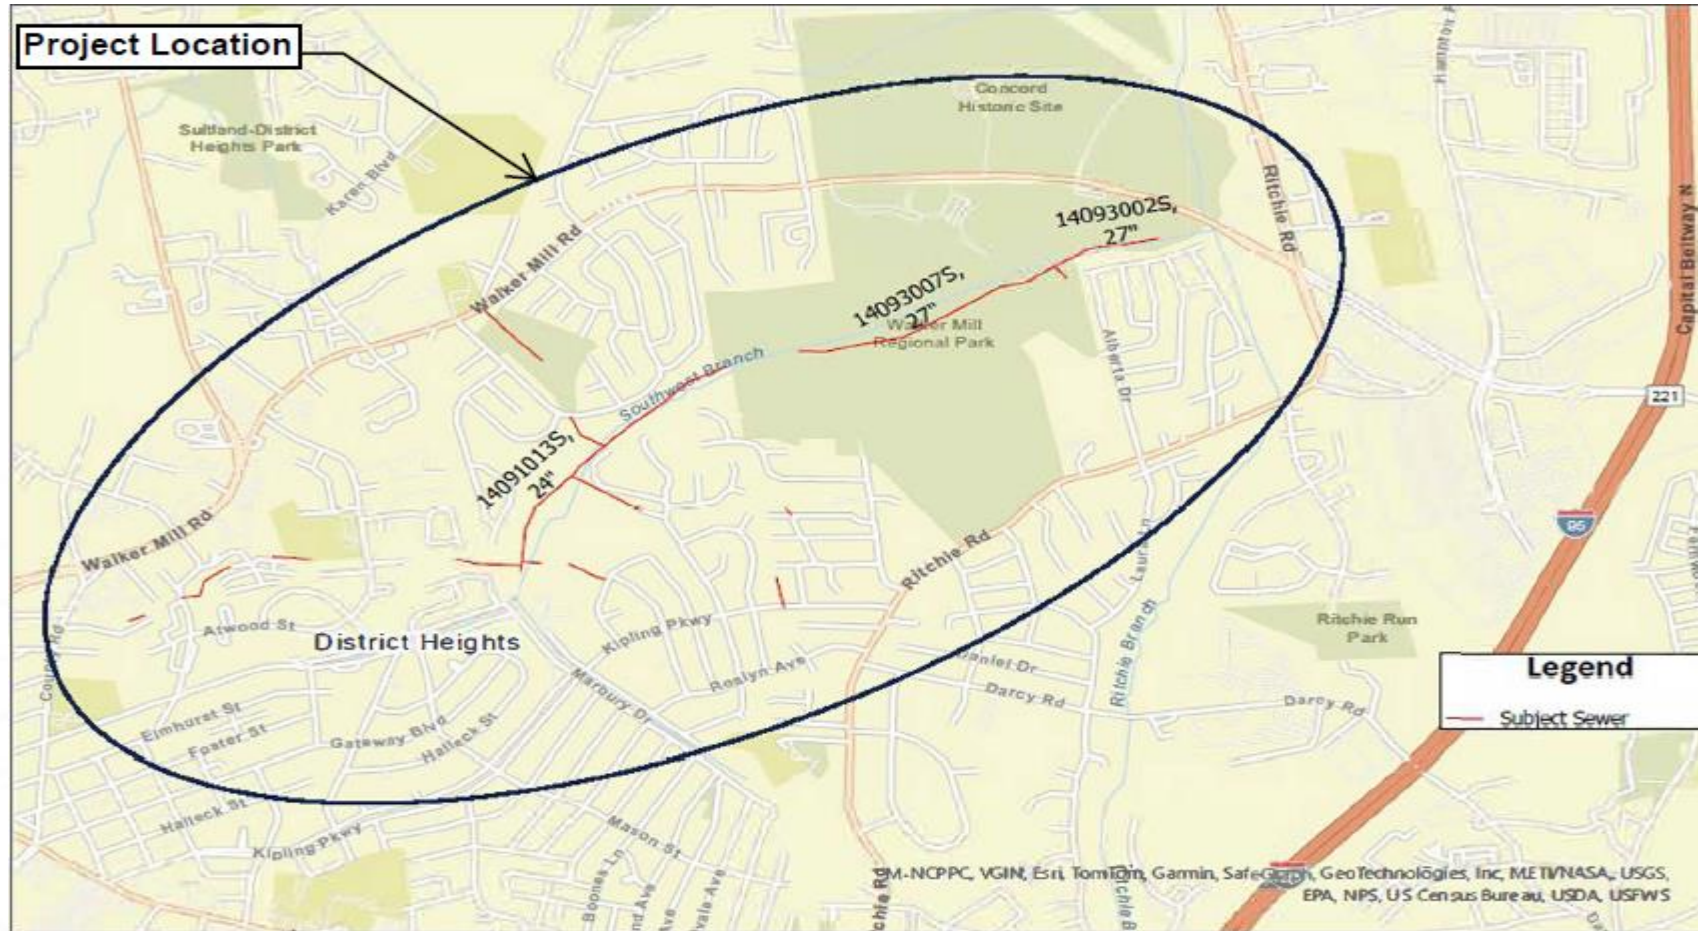 Project Location
Concord
Historic Site
Suitland-District
Heights Park
Karen Blvd
Ritchie Rd
Capital Beltway N
14093002S,
27"
Walker Mill Rd
14093007S,
27"
Walker Mill
Regional Park
Southwest Branch
Alberta Dr
221
14091013S,
24"
95
Walker Mill Rd
Ritchie Rd
Ritchie Branch
Ritchie Run
Park
Atwood St
District Heights
Kipling Pkwy
Roslyn Ave
Daniel Dr
Darcy Rd
Darcy Rd
Legend
Subject Sewer
Elmhurst St
Foster St
Gateway Blvd
Halleck St
Halleck St
Kipling Pkwy
Mason St
Boones Ln
M-NCPPC, VGIN, Esri, TomTom, Garmin, SafeGraph, GeoTechnologies, Inc, METI/NASA, USGS,
EPA, NPS, US Census Bureau, USDA, USFWS